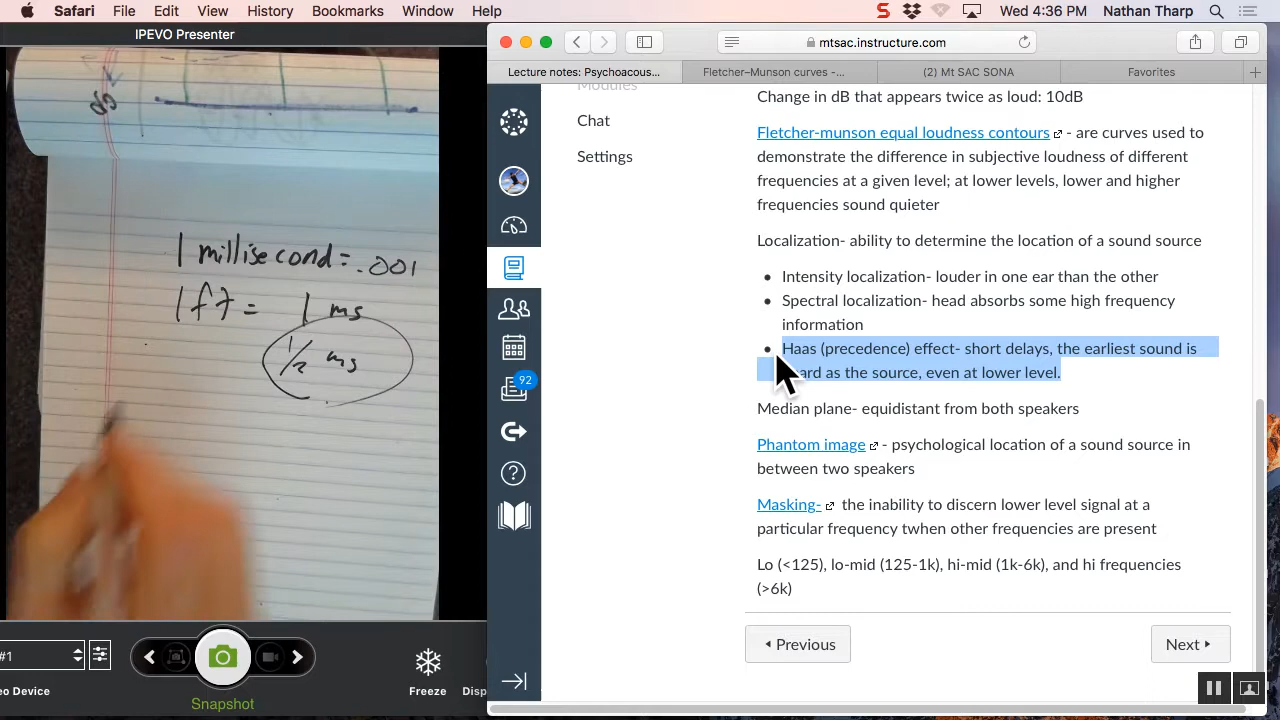 Safari File Edit View History Bookmarks Window Help
Wed 4:36 PM Nathan Tharp
IPEVO Presenter
dB
1 millisecond = .001
1 ft = 1 ms
1/2 ms
#1
eo Device
Snapshot
Freeze
Disp
mtsac.instructure.com
Lecture notes: Psychoacous...
Fletcher–Munson curves -...
(2) Mt SAC SONA
Favorites
Modules
Chat
Settings
92
Change in dB that appears twice as loud: 10dB
Fletcher-munson equal loudness contours - are curves used to
demonstrate the difference in subjective loudness of different
frequencies at a given level; at lower levels, lower and higher
frequencies sound quieter
Localization- ability to determine the location of a sound source
• Intensity localization- louder in one ear than the other
• Spectral localization- head absorbs some high frequency
information
• Haas (precedence) effect- short delays, the earliest sound is
ard as the source, even at lower level.
Median plane- equidistant from both speakers
Phantom image - psychological location of a sound source in
between two speakers
Masking- the inability to discern lower level signal at a
particular frequency twhen other frequencies are present
Lo (<125), lo-mid (125-1k), hi-mid (1k-6k), and hi frequencies
(>6k)
Previous
Next